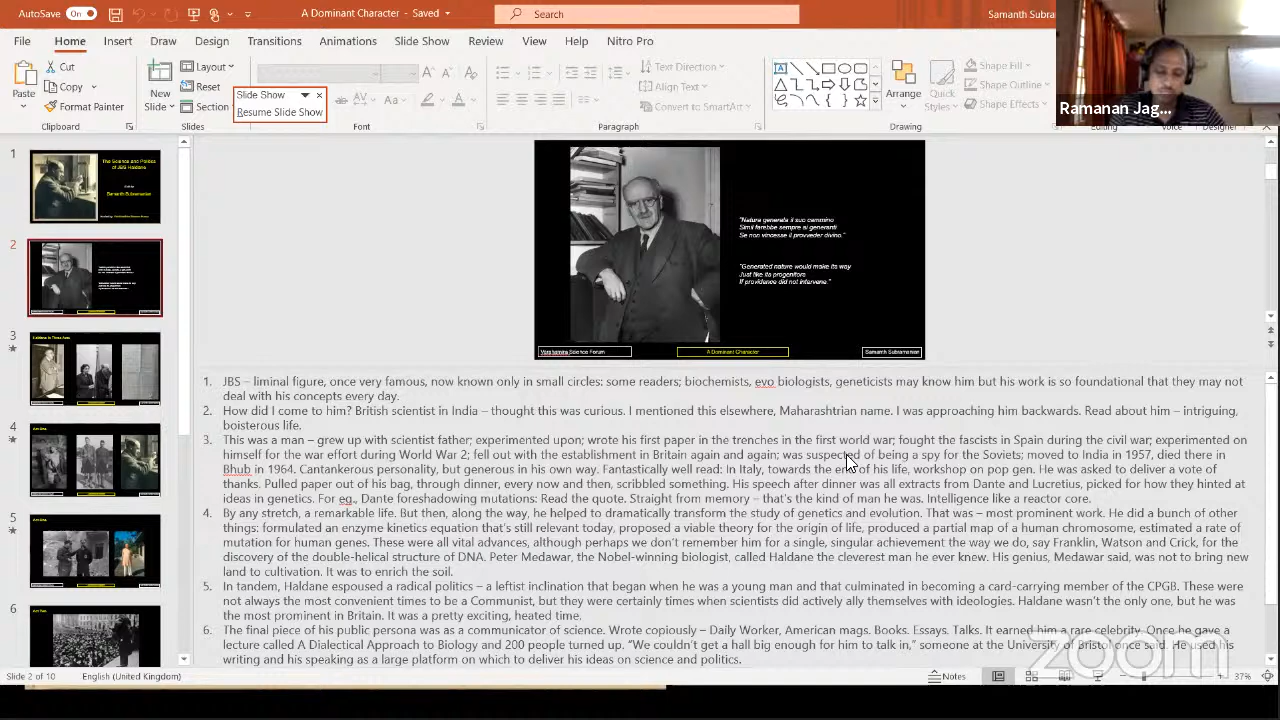 AutoSave On A Dominant Character - Saved Search Samanth Subra
File Home Insert Draw Design Transitions Animations Slide Show Review View Help Nitro Pro
Cut Layout Text Direction Shape Fill
Copy Reset Align Text Shape Outline
Paste Format Painter New Slide Section Convert to SmartArt Arrange Quick Styles Shape Effects
Slide Show
Resume Slide Show
Ramanan Jag...
Clipboard Slides Font Paragraph Drawing
1
The Science and Politics
of JBS Haldane
Samanth Subramanian
2
3
4
5
6
"Natura generata il suo cammino
Simil farebbe sempre ai generanti
Se non vincesse il provveder divino."
"Generated nature would make its way
Just like its progenitors
If providence did not intervene."
Varahamihira Science Forum A Dominant Character Samanth Subramanian
1. JBS – liminal figure, once very famous, now known only in small circles: some readers; biochemists, evo biologists, geneticists may know him but his work is so foundational that they may not
deal with his concepts every day.
2. How did I come to him? British scientist in India – thought this was curious. I mentioned this elsewhere, Maharashtrian name. I was approaching him backwards. Read about him – intriguing,
boisterous life.
3. This was a man – grew up with scientist father; experimented upon; wrote his first paper in the trenches in the first world war; fought the fascists in Spain during the civil war; experimented on
himself for the war effort during World War 2; fell out with the establishment in Britain again and again; was suspected of being a spy for the Soviets; moved to India in 1957, died there in
Bhub in 1964. Cantankerous personality, but generous in his own way. Fantastically well read: in Italy, towards the end of his life, workshop on pop gen. He was asked to deliver a vote of
thanks. Pulled paper out of his bag, through dinner, every now and then, scribbled something. His speech after dinner was all extracts from Dante and Lucretius, picked for how they hinted at
ideas in genetics. For eg., Dante foreshadowing mutations: Read the quote. Straight from memory – that's the kind of man he was. Intelligence like a reactor core.
4. By any stretch, a remarkable life. But then, along the way, he helped to dramatically transform the study of genetics and evolution. That was – most prominent work. He did a bunch of other
things: formulated an enzyme kinetics equation that's still relevant today, proposed a viable theory for the origin of life, produced a partial map of a human chromosome, estimated a rate of
mutation for human genes. These were all vital advances, although perhaps we don't remember him for a single, singular achievement the way we do, say Franklin, Watson and Crick, for the
discovery of the double-helical structure of DNA. Peter Medawar, the Nobel-winning biologist, called Haldane the cleverest man he ever knew. His genius, Medawar said, was not to bring new
land to cultivation. It was to enrich the soil.
5. In tandem, Haldane espoused a radical politics – a leftist inclination that began when he was a young man and that culminated in becoming a card-carrying member of the CPGB. These were
not always the most convenient times to be a Communist, but they were certainly times when scientists did actively ally themselves with ideologies. Haldane wasn't the only one, but he was
the most prominent in Britain. It was a pretty exciting, heated time.
6. The final piece of his public persona was as a communicator of science. Wrote copiously – Daily Worker, American mags. Books. Essays. Talks. It earned him a rare celebrity. Once he gave a
lecture called A Dialectical Approach to Biology and 200 people turned up. "We couldn't get a hall big enough for him to talk in," someone at the University of Bristol once said. He used his
writing and his speaking as a large platform on which to deliver his ideas on science and politics.
zoom
Slide 2 of 10 English (United Kingdom) Notes 37%